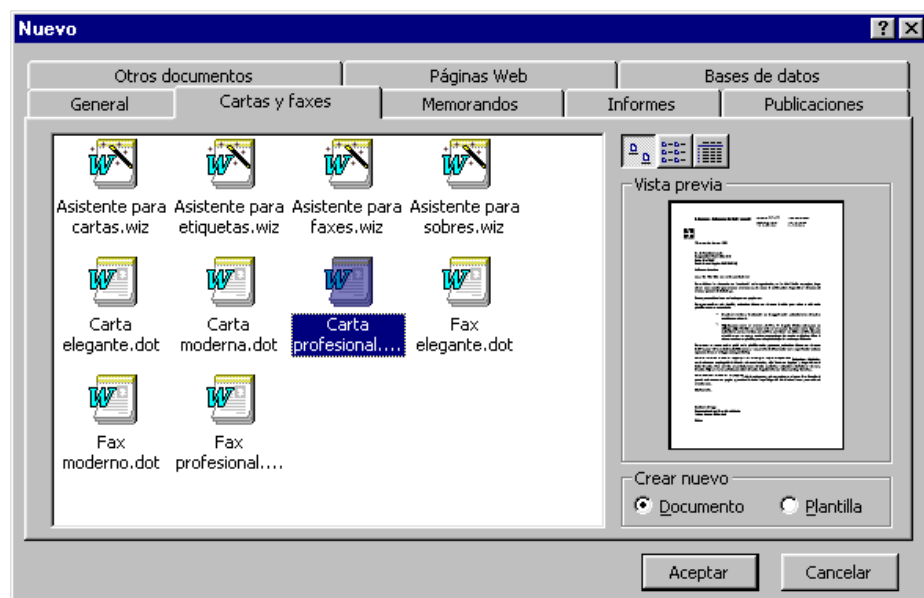 Nuevo
Otros documentos Páginas Web Bases de datos
General Cartas y faxes Memorandos Informes Publicaciones
Asistente para Asistente para Asistente para Asistente para
cartas.wiz etiquetas.wiz faxes.wiz sobres.wiz
Vista previa
Carta Carta Carta Fax
elegante.dot moderna.dot profesional.... elegante.dot
Fax Fax
moderno.dot profesional....
Crear nuevo
Documento Plantilla
Aceptar Cancelar